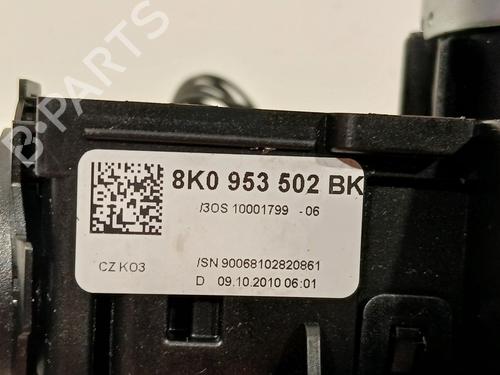 B-PARTS
8K0 953 502 BK
/3OS 10001799 - 06
CZ K03
/SN 90068102820861
D 09.10.2010 06:01